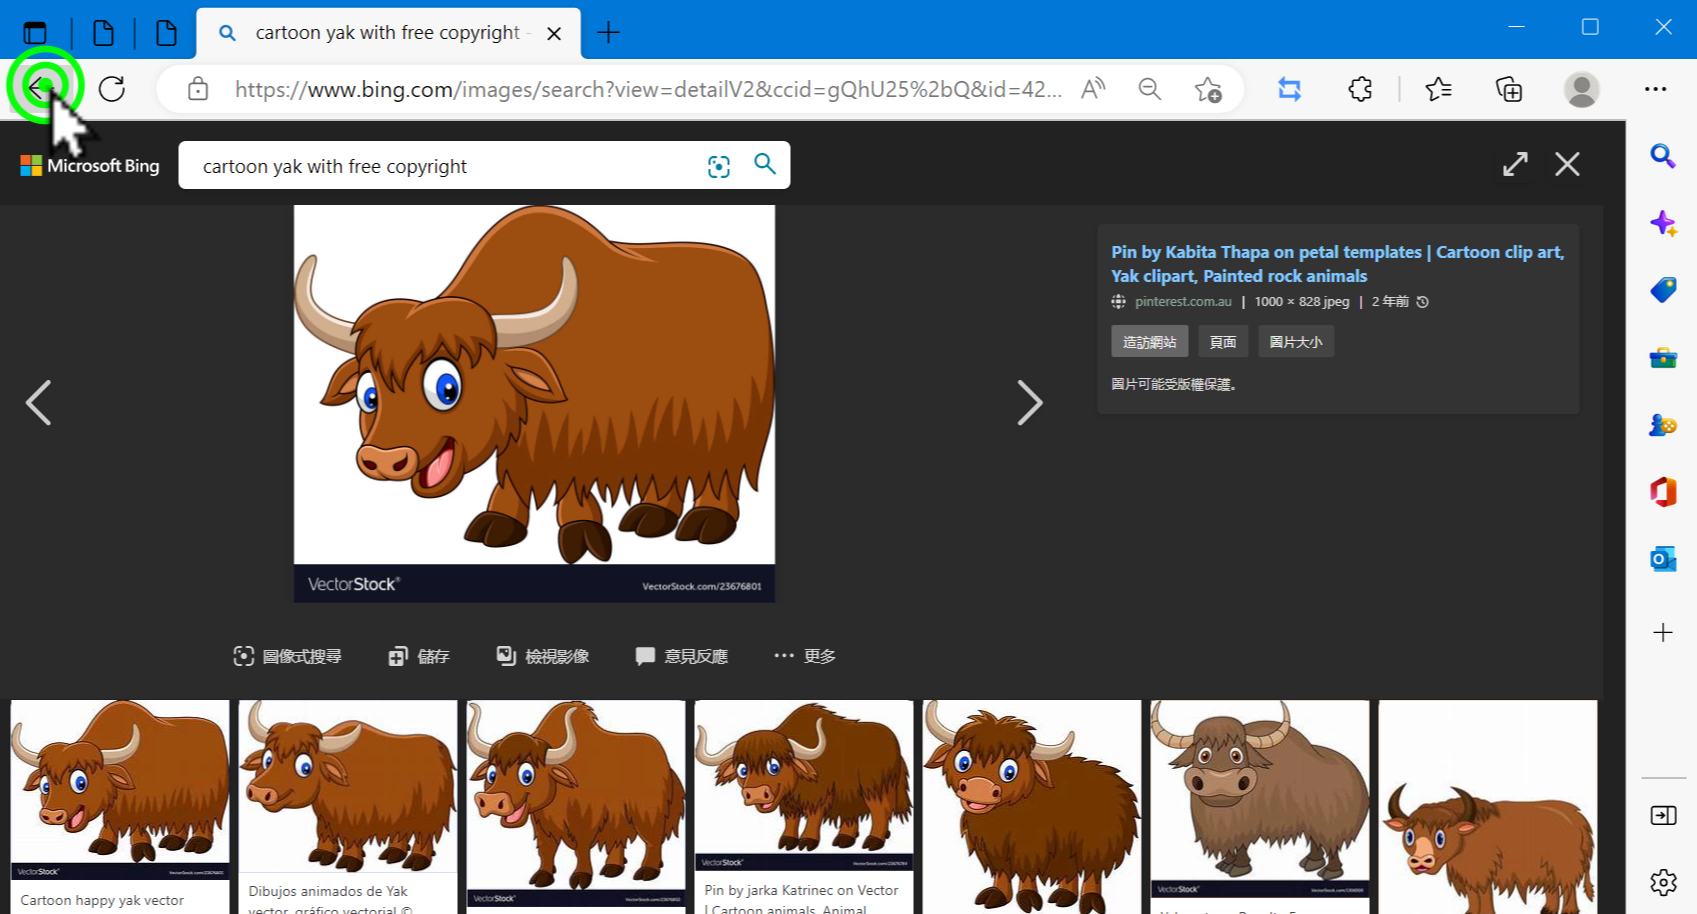 cartoon yak with free copyright -
https://www.bing.com/images/search?view=detailV2&ccid=gQhU25%2bQ&id=42...
Microsoft Bing
cartoon yak with free copyright
Pin by Kabita Thapa on petal templates | Cartoon clip art,
Yak clipart, Painted rock animals
pinterest.com.au | 1000 × 828 jpeg | 2 年前
造訪網站 頁面 圖片大小
圖片可能受版權保護。
VectorStock® VectorStock.com/23676801
圖像式搜尋 儲存 檢視影像 意見反應 ... 更多
VectorStock®
VectorStock®
VectorStock®
VectorStock®
Cartoon happy yak vector
Dibujos animados de Yak
vector, gráfico vectorial ©
Pin by jarka Katrinec on Vector
| Cartoon animals, Animal